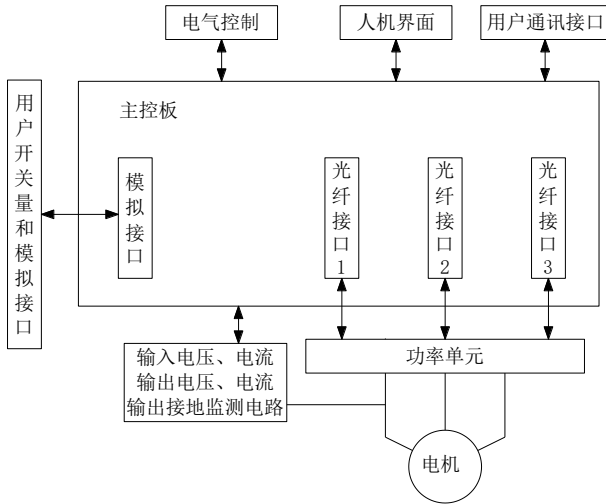 电气控制
人机界面
用户通讯接口
用户开关量和模拟接口
主控板
模拟接口
光纤接口1
光纤接口2
光纤接口3
输入电压、电流
输出电压、电流
输出接地监测电路
功率单元
电机